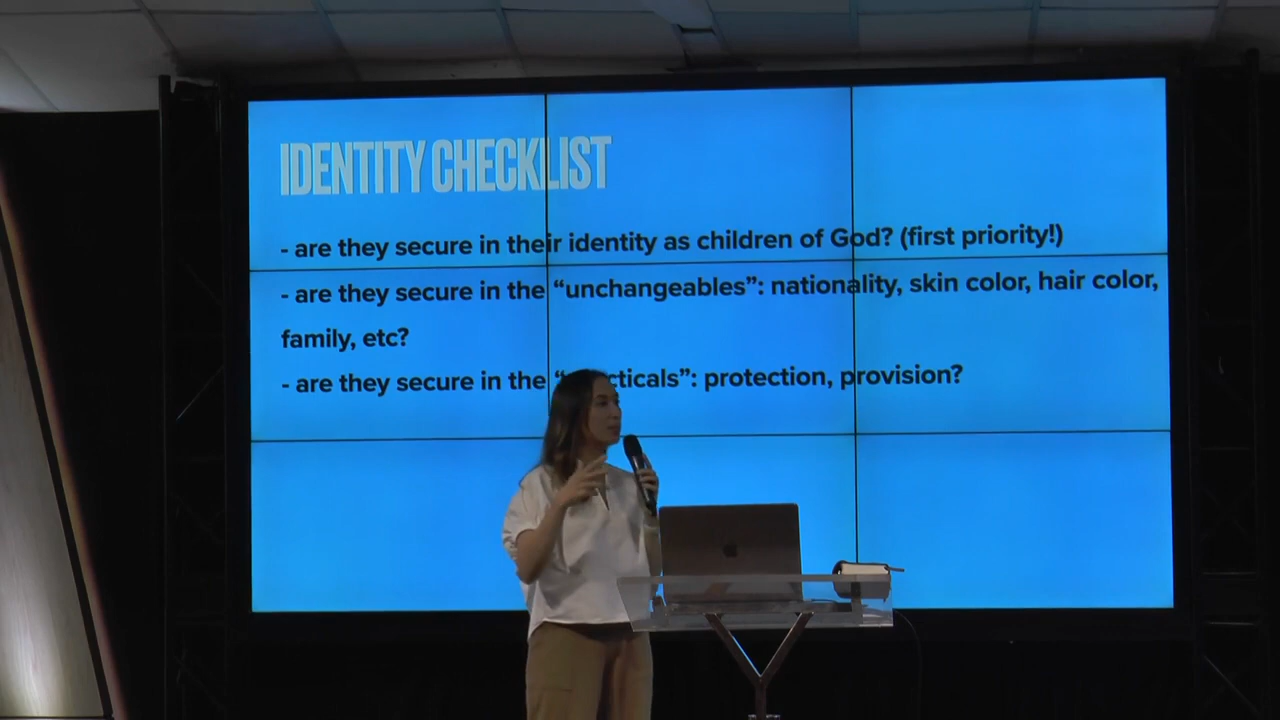 IDENTITY CHECKLIST
- are they secure in their identity as children of God? (first priority!)
- are they secure in the “unchangeables”: nationality, skin color, hair color,
family, etc?
- are they secure in the : protection, provision?